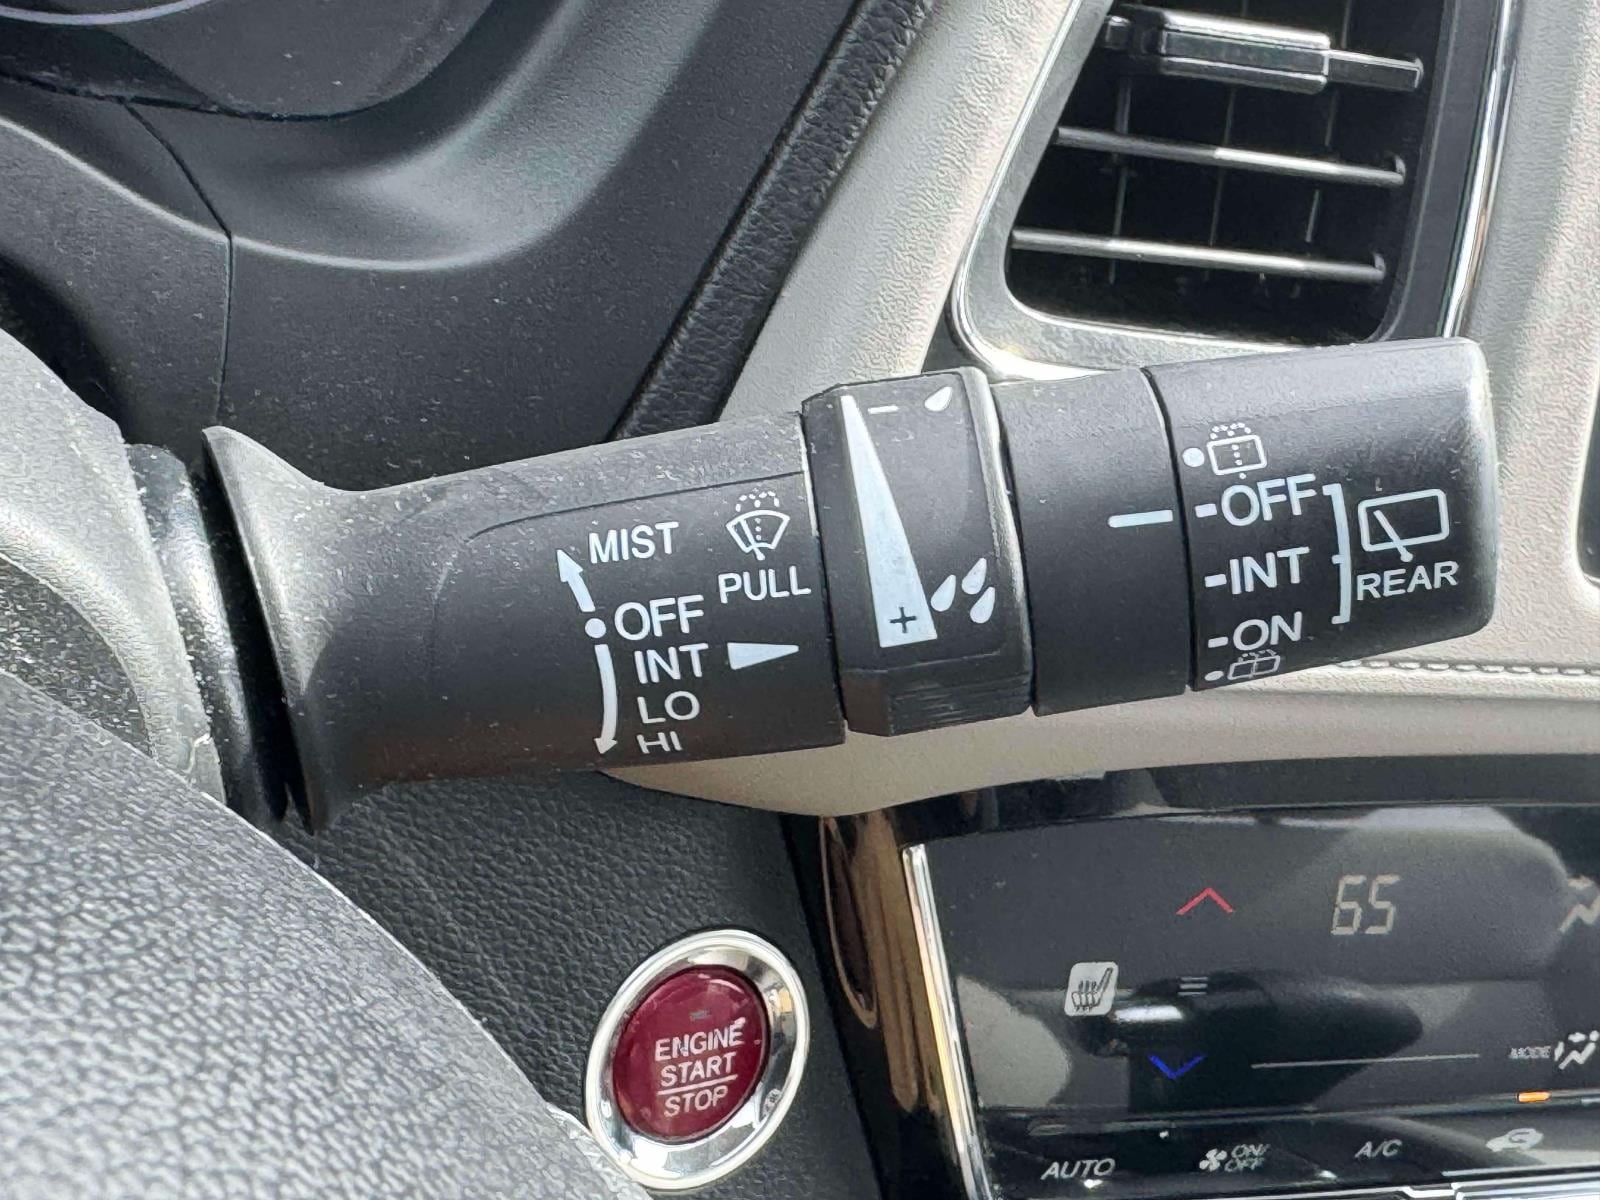 MIST
OFF
INT
LO
HI
PULL
- 
+
OFF
INT
ON
REAR
65
MODE
ENGINE
START
STOP
AUTO
ON/
OFF
A/C